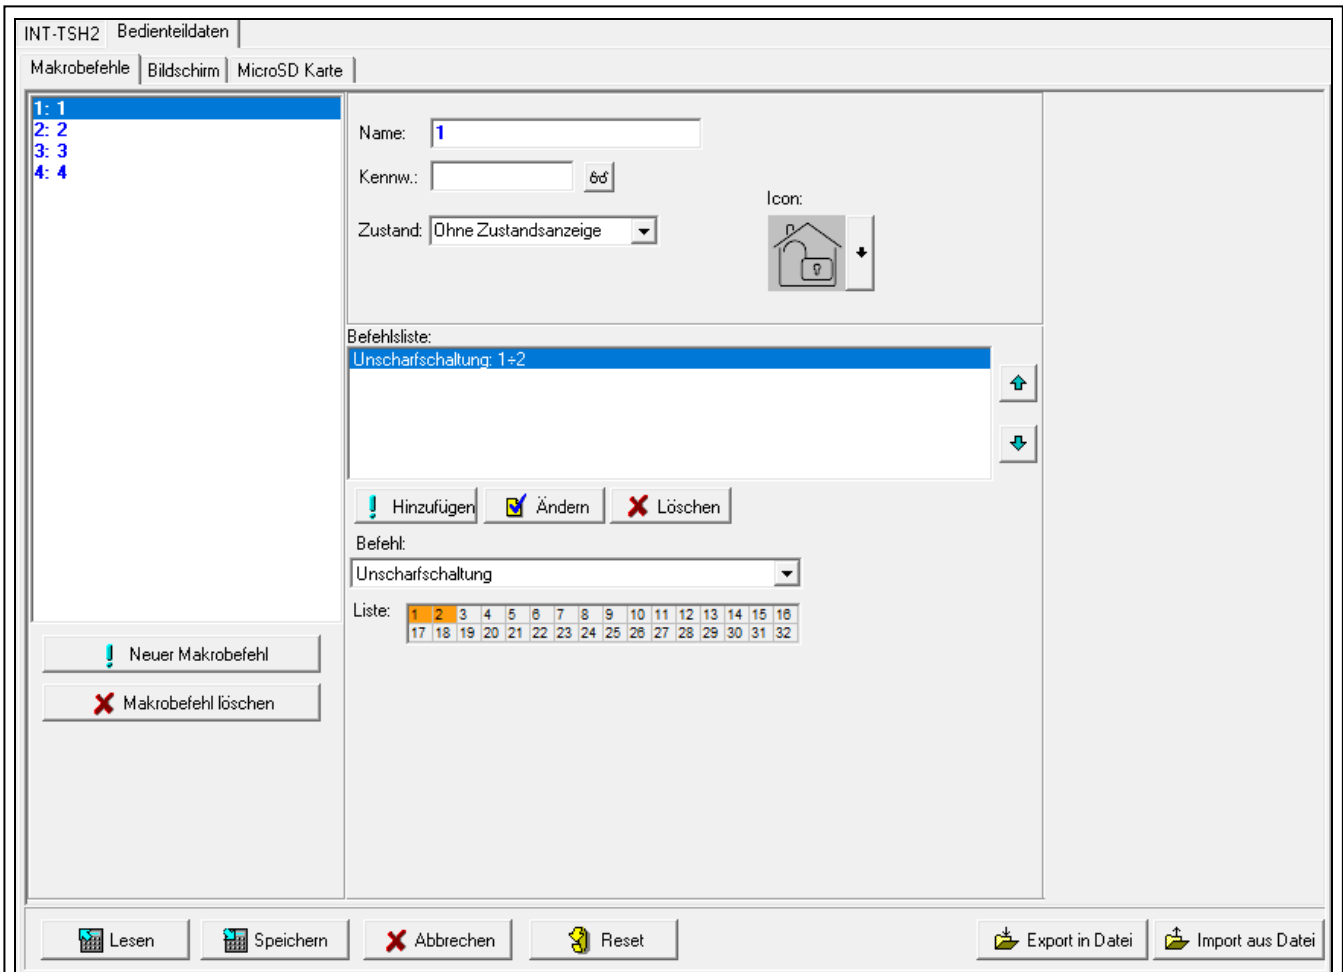 INT-TSH2 Bedienteildaten
Makrobefehle Bildschirm MicroSD Karte
1: 1
2: 2
3: 3
4: 4
Neuer Makrobefehl
Makrobefehl löschen
Name: 1
Kennw.:
Zustand: Ohne Zustandsanzeige
Icon:
Befehlsliste:
Unscharfschaltung: 1÷2
Hinzufügen Ändern Löschen
Befehl:
Unscharfschaltung
Liste: 1 2 3 4 5 6 7 8 9 10 11 12 13 14 15 16
17 18 19 20 21 22 23 24 25 26 27 28 29 30 31 32
Lesen Speichern Abbrechen Reset Export in Datei Import aus Datei